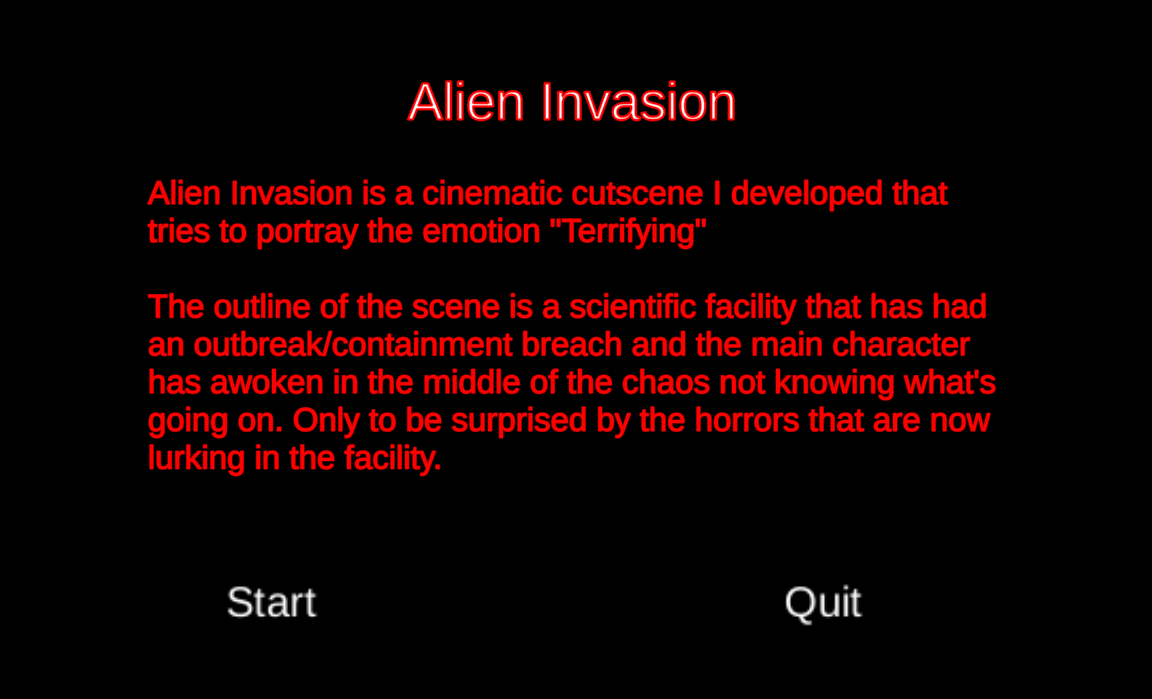 Alien Invasion
Alien Invasion is a cinematic cutscene I developed that
tries to portray the emotion "Terrifying"
The outline of the scene is a scientific facility that has had
an outbreak/containment breach and the main character
has awoken in the middle of the chaos not knowing what's
going on. Only to be surprised by the horrors that are now
lurking in the facility.
Start
Quit